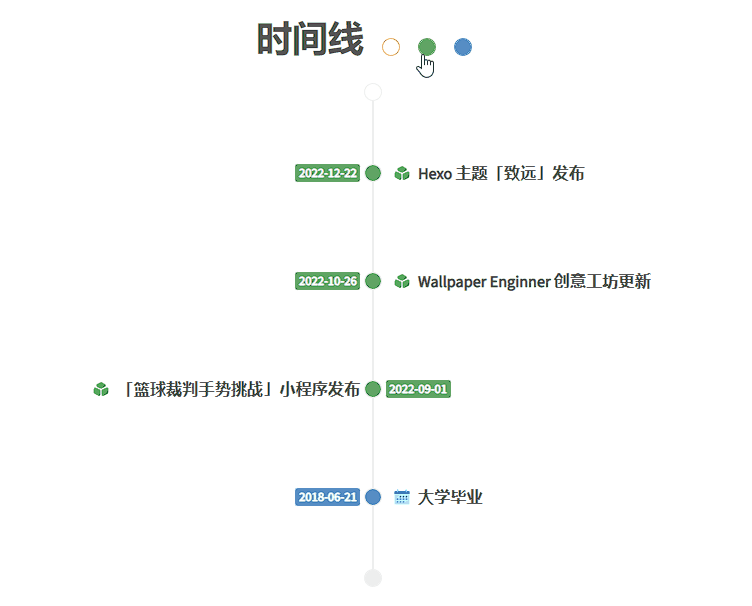 时间线
2022-12-22 Hexo 主题「致远」发布
2022-10-26 Wallpaper Enginner 创意工坊更新
「篮球裁判手势挑战」小程序发布 2022-09-01
2018-06-21 大学毕业